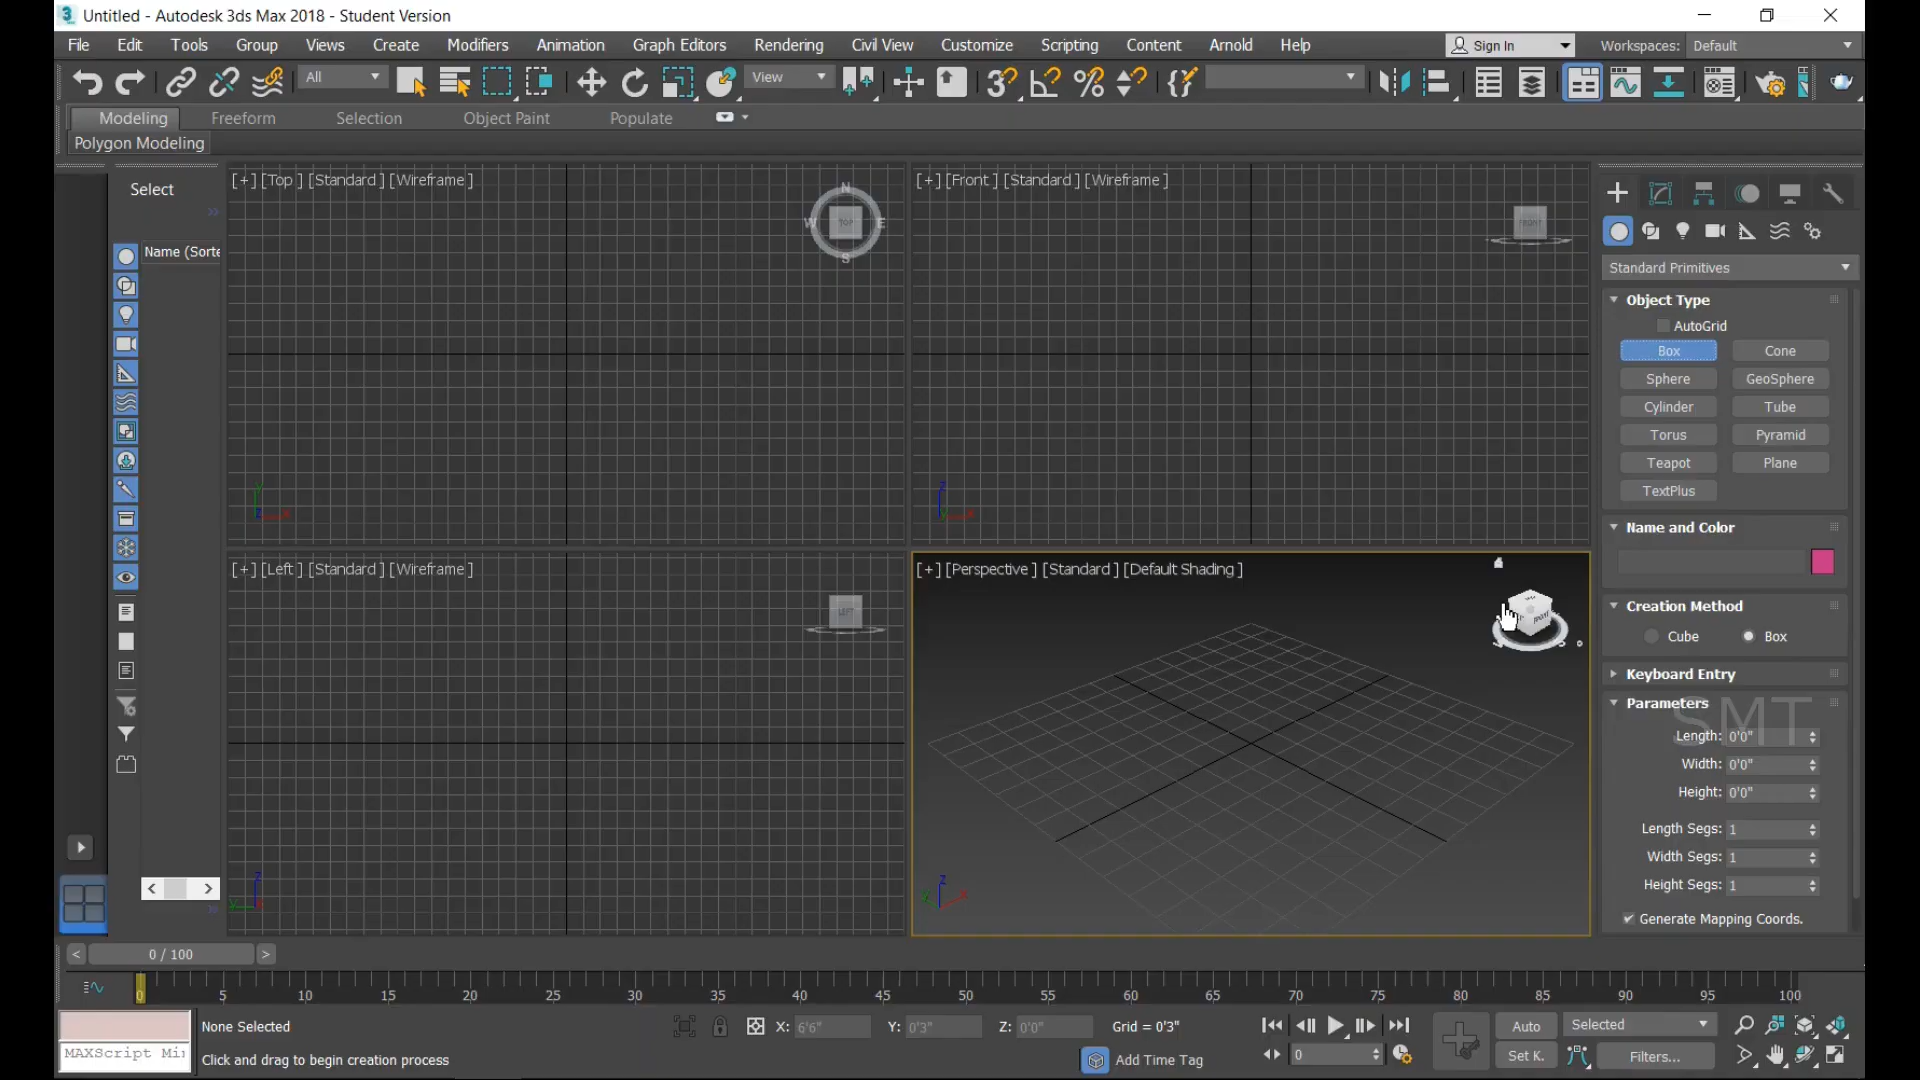 Untitled - Autodesk 3ds Max 2018 - Student Version
File Edit Tools Group Views Create Modifiers Animation Graph Editors Rendering Civil View Customize Scripting Content Arnold Help Sign In Workspaces: Default
All View
Modeling Freeform Selection Object Paint Populate
Polygon Modeling
Select
Name (Sorte
[+] [Top ] [Standard ] [Wireframe ]
N
W TOP E
S
[+] [Front ] [Standard ] [Wireframe ]
FRONT
[+] [Left ] [Standard ] [Wireframe ]
LEFT
[+] [Perspective ] [Standard ] [Default Shading ]
Standard Primitives
Object Type
AutoGrid
Box Cone
Sphere GeoSphere
Cylinder Tube
Torus Pyramid
Teapot Plane
TextPlus
Name and Color
Creation Method
Cube Box
Keyboard Entry
Parameters
SMT
Length: 0'0"
Width: 0'0"
Height: 0'0"
Length Segs: 1
Width Segs: 1
Height Segs: 1
Generate Mapping Coords.
< 0 / 100 >
0 5 10 15 20 25 30 35 40 45 50 55 60 65 70 75 80 85 90 95 100
None Selected X: 6'6" Y: 0'3" Z: 0'0" Grid = 0'3" Auto Selected
MAXScript Mi Click and drag to begin creation process Add Time Tag 0 Set K. Filters...